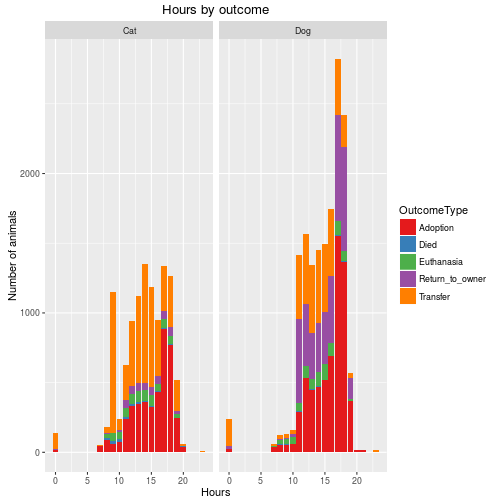 Hours by outcome
Cat
Dog
Number of animals
2000
1000
0
0 5 10 15 20
0 5 10 15 20
Hours
OutcomeType
Adoption
Died
Euthanasia
Return_to_owner
Transfer